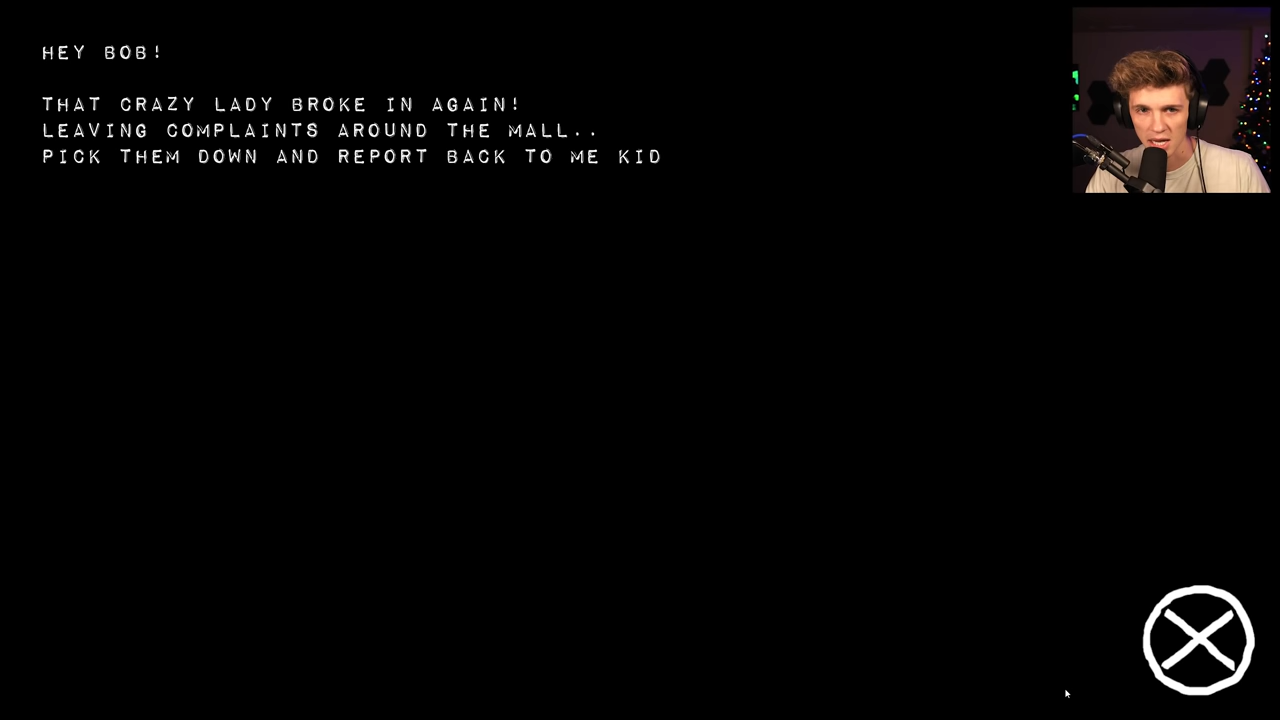 HEY BOB!
THAT CRAZY LADY BROKE IN AGAIN!
LEAVING COMPLAINTS AROUND THE MALL..
PICK THEM DOWN AND REPORT BACK TO ME KID